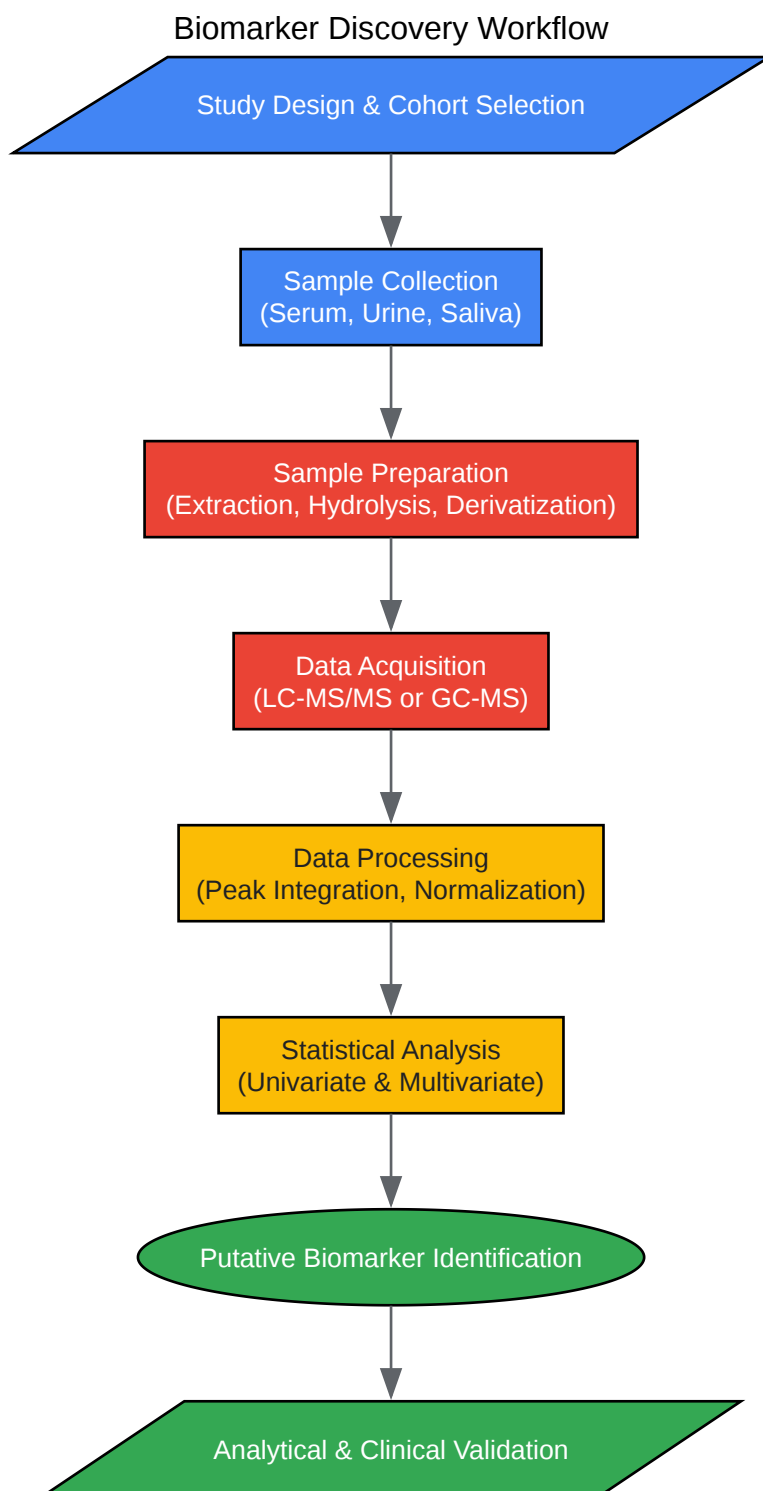 Biomarker Discovery Workflow
Study Design & Cohort Selection
Sample Collection
(Serum, Urine, Saliva)
Sample Preparation
(Extraction, Hydrolysis, Derivatization)
Data Acquisition
(LC-MS/MS or GC-MS)
Data Processing
(Peak Integration, Normalization)
Statistical Analysis
(Univariate & Multivariate)
Putative Biomarker Identification
Analytical & Clinical Validation